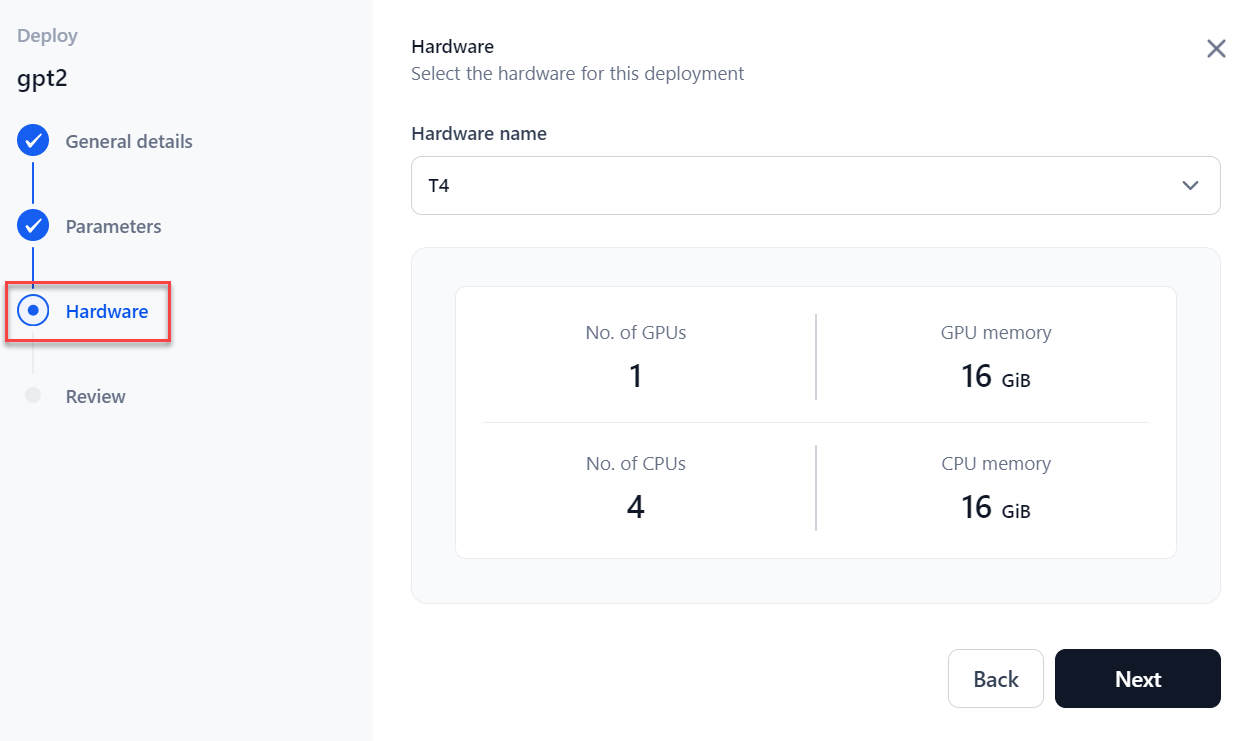 Deploy
gpt2
General details
Parameters
Hardware
Review
Hardware
Select the hardware for this deployment
Hardware name
T4
No. of GPUs
1
GPU memory
16 GiB
No. of CPUs
4
CPU memory
16 GiB
Back
Next